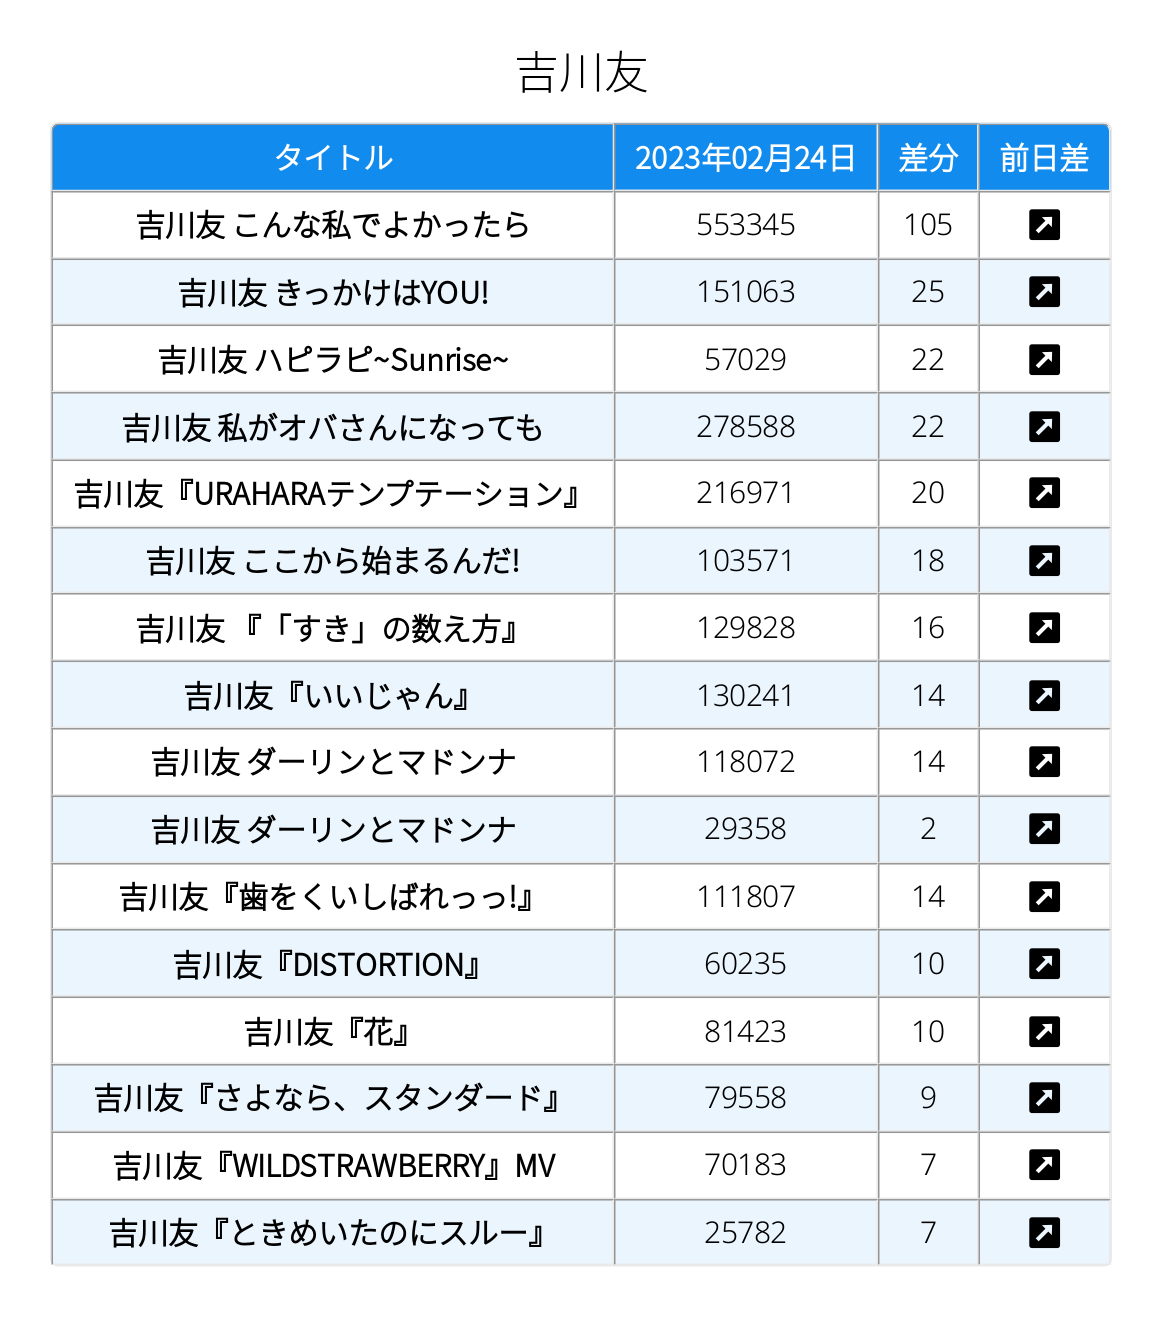 吉川友
タイトル 2023年02月24日 差分 前日差
吉川友 こんな私でよかったら 553345 105
吉川友 きっかけはYOU! 151063 25
吉川友 ハピラピ~Sunrise~ 57029 22
吉川友 私がオバさんになっても 278588 22
吉川友『URAHARAテンプテーション』 216971 20
吉川友 ここから始まるんだ! 103571 18
吉川友 『「すき」の数え方』 129828 16
吉川友『いいじゃん』 130241 14
吉川友 ダーリンとマドンナ 118072 14
吉川友 ダーリンとマドンナ 29358 2
吉川友『歯をくいしばれっっ!』 111807 14
吉川友『DISTORTION』 60235 10
吉川友『花』 81423 10
吉川友『さよなら、スタンダード』 79558 9
吉川友『WILDSTRAWBERRY』MV 70183 7
吉川友『ときめいたのにスルー』 25782 7